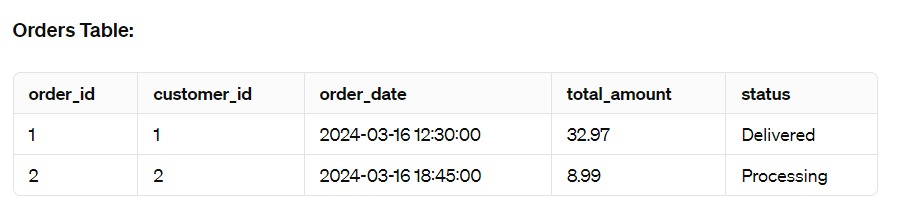 Orders Table:
order_id customer_id order_date total_amount status
1 1 2024-03-16 12:30:00 32.97 Delivered
2 2 2024-03-16 18:45:00 8.99 Processing